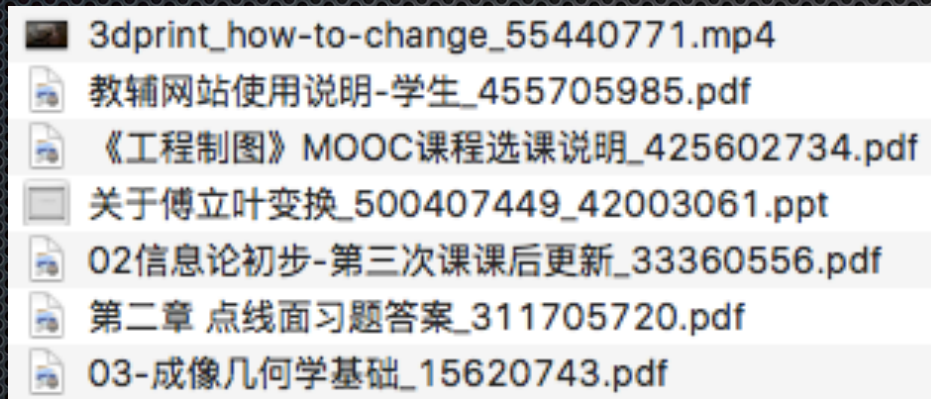 3dprint_how-to-change_55440771.mp4
教辅网站使用说明-学生_455705985.pdf
《工程制图》MOOC课程选课说明_425602734.pdf
关于傅立叶变换_500407449_42003061.ppt
02信息论初步-第三次课课后更新_33360556.pdf
第二章 点线面习题答案_311705720.pdf
03-成像几何学基础_15620743.pdf